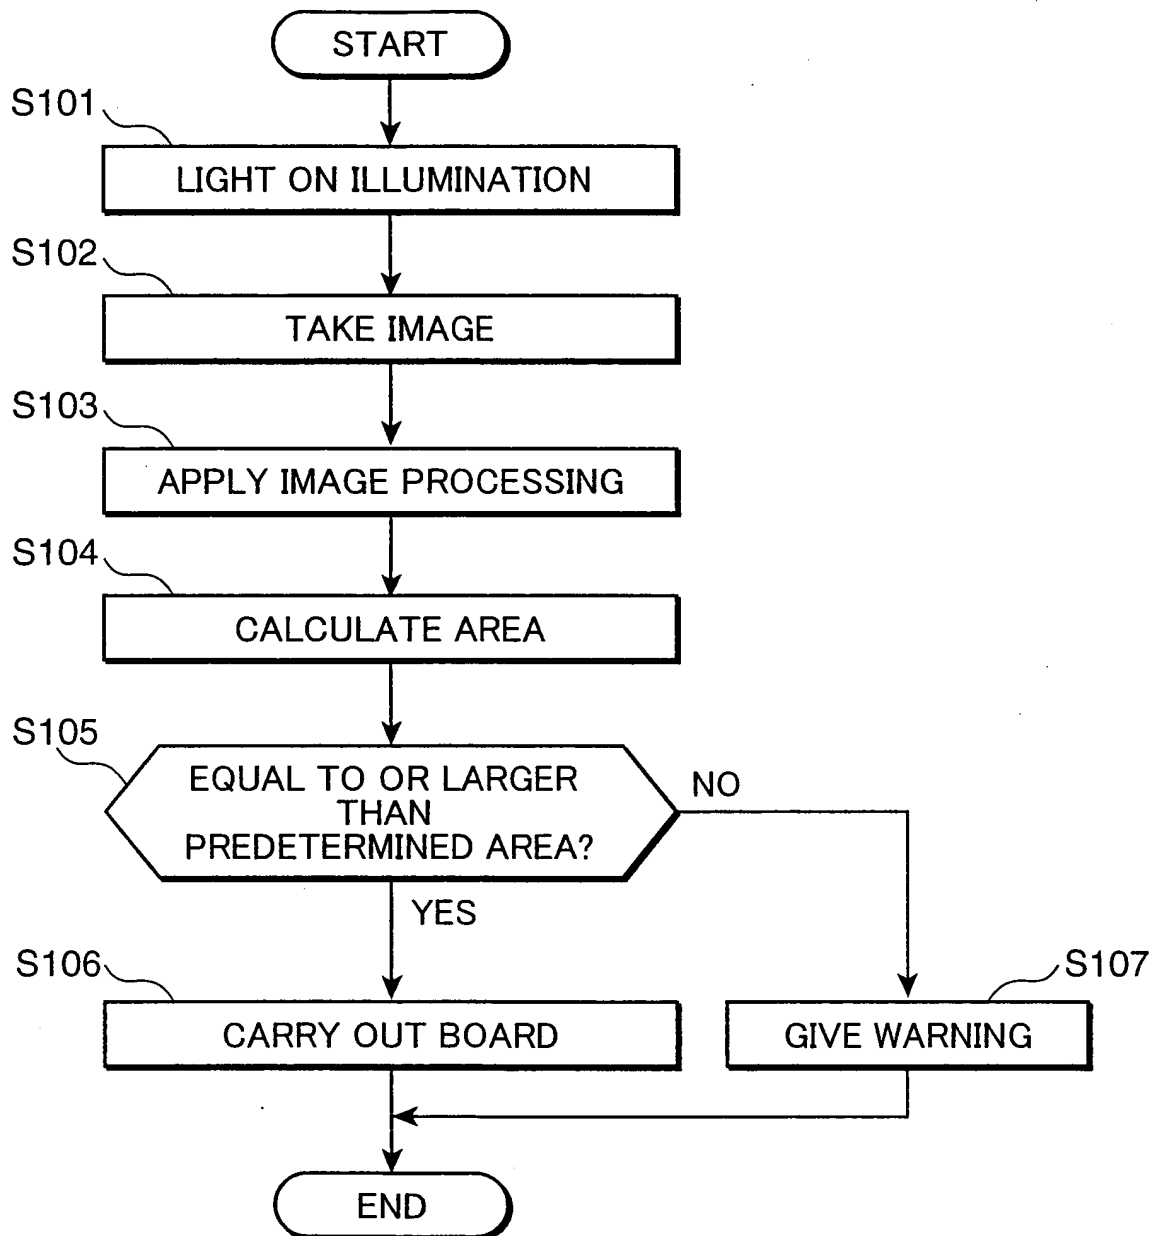 START
S101
LIGHT ON ILLUMINATION
S102
TAKE IMAGE
S103
APPLY IMAGE PROCESSING
S104
CALCULATE AREA
S105
EQUAL TO OR LARGER
THAN
PREDETERMINED AREA?
NO
YES
S106
CARRY OUT BOARD
S107
GIVE WARNING
END